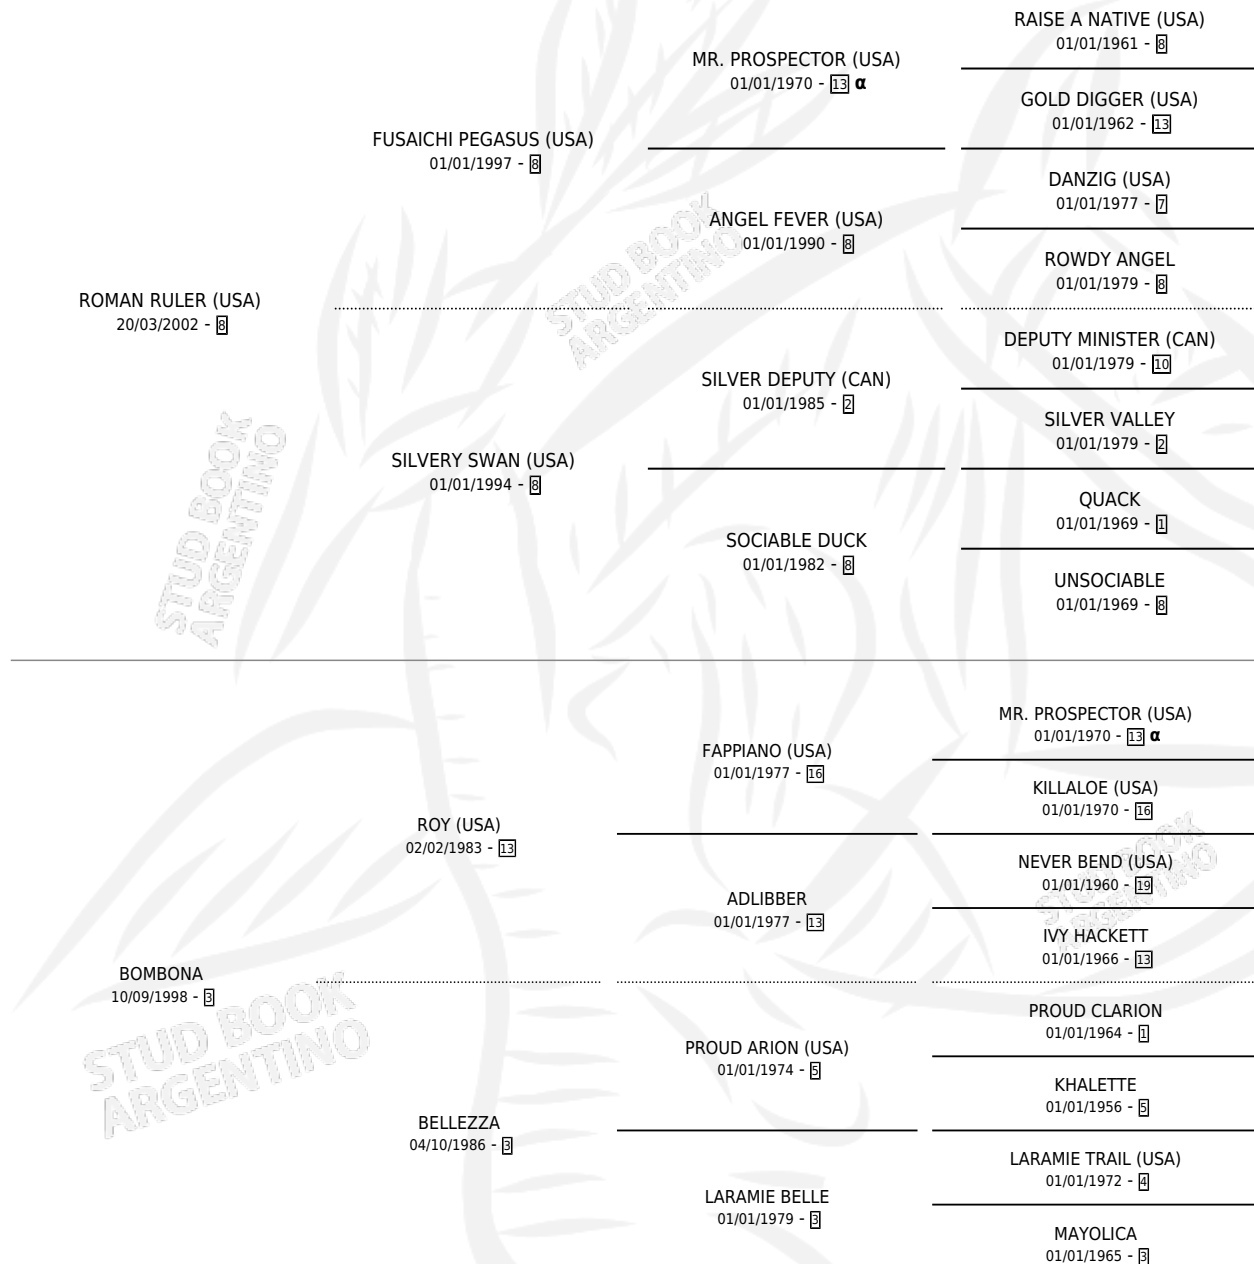 RAISE A NATIVE (USA)
01/01/1961 - 8
MR. PROSPECTOR (USA)
01/01/1970 - 13 α
GOLD DIGGER (USA)
01/01/1962 - 13
FUSAICHI PEGASUS (USA)
01/01/1997 - 8
DANZIG (USA)
01/01/1977 - 7
ANGEL FEVER (USA)
01/01/1990 - 8
ROWDY ANGEL
01/01/1979 - 8
STUD BOOK
ARGENTINO
ROMAN RULER (USA)
20/03/2002 - 8
DEPUTY MINISTER (CAN)
01/01/1979 - 10
SILVER DEPUTY (CAN)
01/01/1985 - 2
SILVER VALLEY
01/01/1979 - 2
SILVERY SWAN (USA)
01/01/1994 - 8
QUACK
01/01/1969 - 1
SOCIABLE DUCK
01/01/1982 - 8
UNSOCIABLE
01/01/1969 - 8
STUD BOOK
ARGENTINO
MR. PROSPECTOR (USA)
01/01/1970 - 13 α
FAPPIANO (USA)
01/01/1977 - 16
KILLALOE (USA)
01/01/1970 - 16
ROY (USA)
02/02/1983 - 13
NEVER BEND (USA)
01/01/1960 - 19
ADLIBBER
01/01/1977 - 13
IVY HACKETT
01/01/1966 - 13
STUD BOOK
ARGENTINO
BOMBONA
10/09/1998 - 3
PROUD CLARION
01/01/1964 - 1
PROUD ARION (USA)
01/01/1974 - 5
KHALETTE
01/01/1956 - 5
STUD BOOK
ARGENTINO
BELLEZZA
04/10/1986 - 3
LARAMIE TRAIL (USA)
01/01/1972 - 4
LARAMIE BELLE
01/01/1979 - 3
MAYOLICA
01/01/1965 - 3